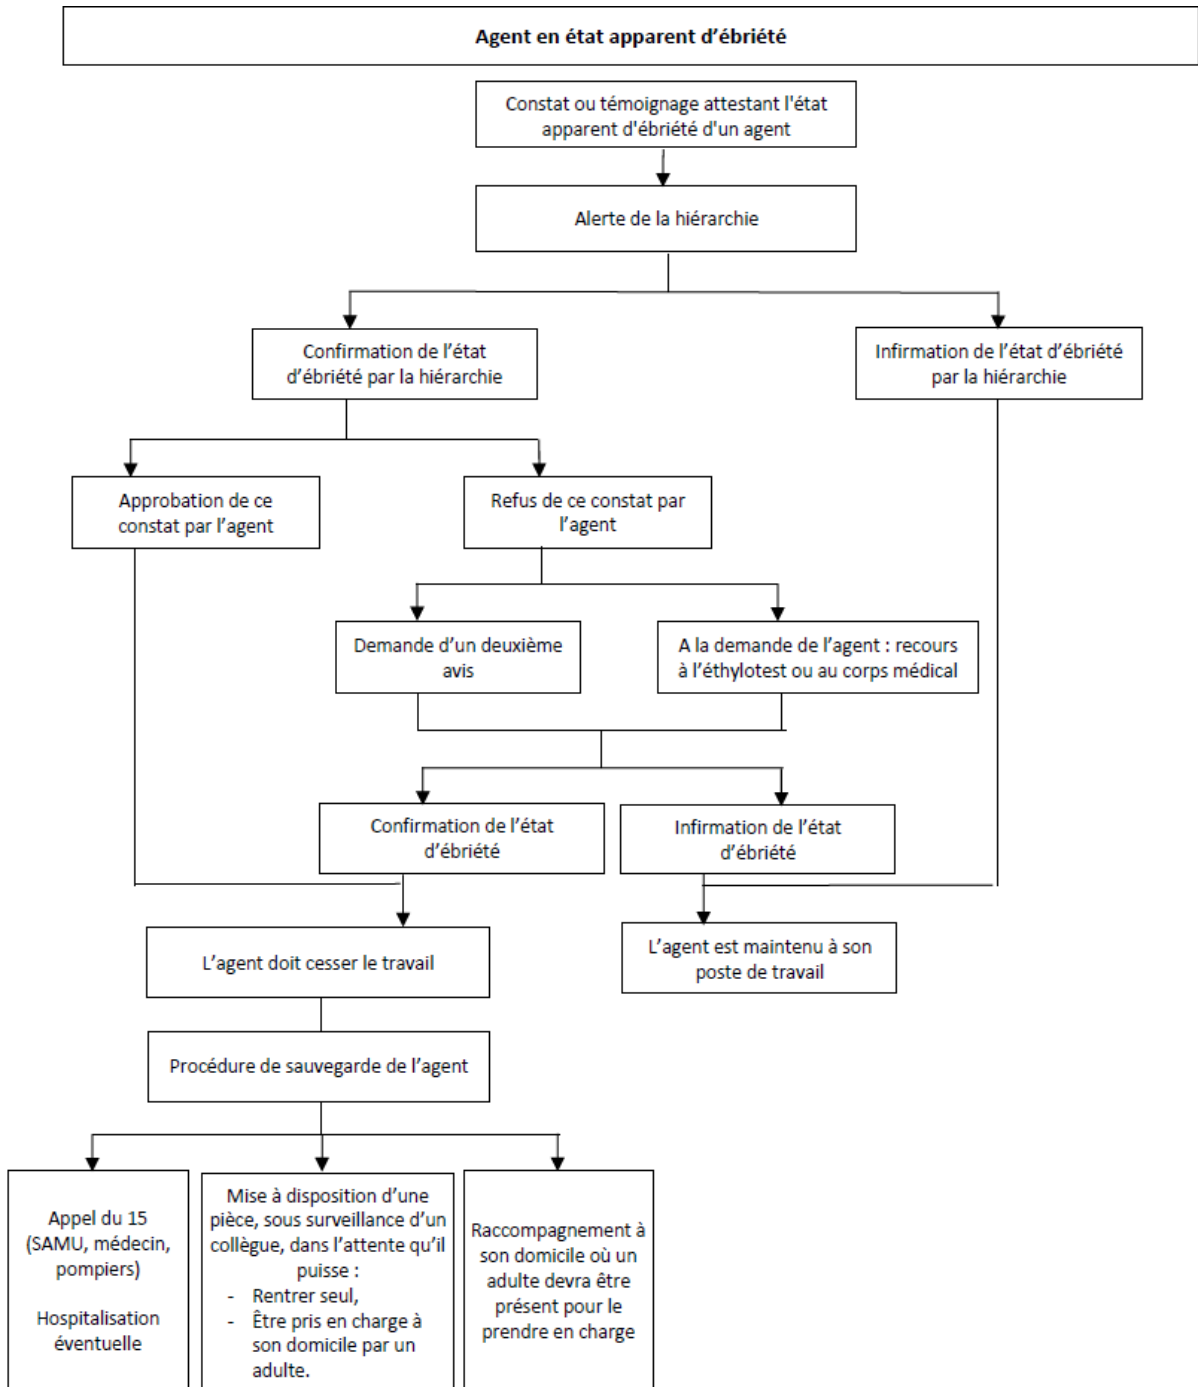 Agent en état apparent d’ébriété
Constat ou témoignage attestant l'état
apparent d'ébriété d'un agent
Alerte de la hiérarchie
Confirmation de l’état
d’ébriété par la hiérarchie
Infirmation de l’état d’ébriété
par la hiérarchie
Approbation de ce
constat par l’agent
Refus de ce constat par
l’agent
Demande d’un deuxième
avis
A la demande de l’agent : recours
à l’éthylotest ou au corps médical
Confirmation de l’état
d’ébriété
Infirmation de l’état
d’ébriété
L’agent doit cesser le travail
L’agent est maintenu à son
poste de travail
Procédure de sauvegarde de l’agent
Appel du 15
(SAMU, médecin,
pompiers)
Hospitalisation
éventuelle
Mise à disposition d’une
pièce, sous surveillance d’un
collègue, dans l’attente qu’il
puisse :
- Rentrer seul,
- Être pris en charge à
son domicile par un
adulte.
Raccompagnement à
son domicile où un
adulte devra être
présent pour le
prendre en charge